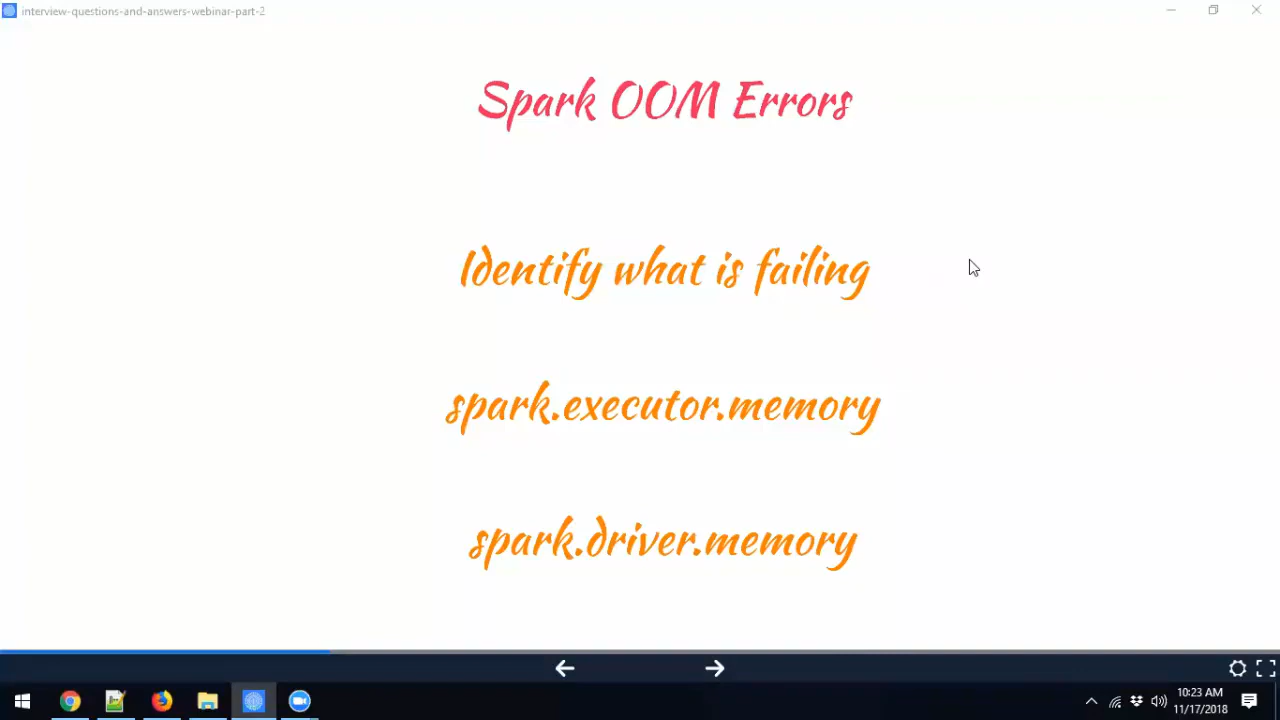 interview-questions-and-answers-webinar-part-2
Spark OOM Errors
Identify what is failing
spark.executor.memory
spark.driver.memory
10:23 AM
11/17/2018